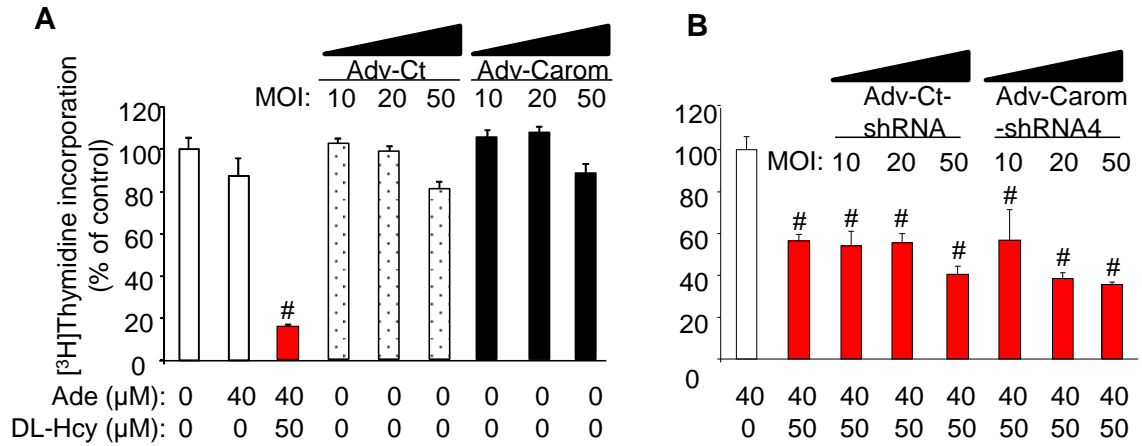 A
Adv-Ct Adv-Carom
MOI: 10 20 50 10 20 50
[³H]Thymidine incorporation
(% of control)
120
100
80
60
40
20
0
#
Ade (µM): 0 40 40 0 0 0 0 0 0
DL-Hcy (µM): 0 0 50 0 0 0 0 0 0
B
Adv-Ct-
shRNA
Adv-Carom
-shRNA4
MOI: 10 20 50 10 20 50
120
100
80
60
40
20
0
# # # # # # #
40 40 40 40 40 40 40 40
0 50 50 50 50 50 50 50